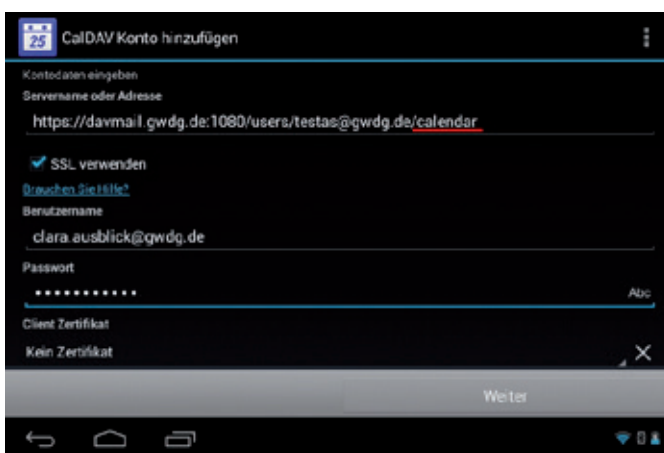 25 CalDAV Konto hinzufügen
Kontodaten eingeben
Servername oder Adresse
https://davmail.gwdg.de:1080/users/testas@gwdg.de/calendar
SSL verwenden
Brauchen Sie Hilfe?
Benutzername
clara.ausblick@gwdg.de
Passwort
••••••••••• Abc
Client Zertifikat
Kein Zertifikat
Weiter